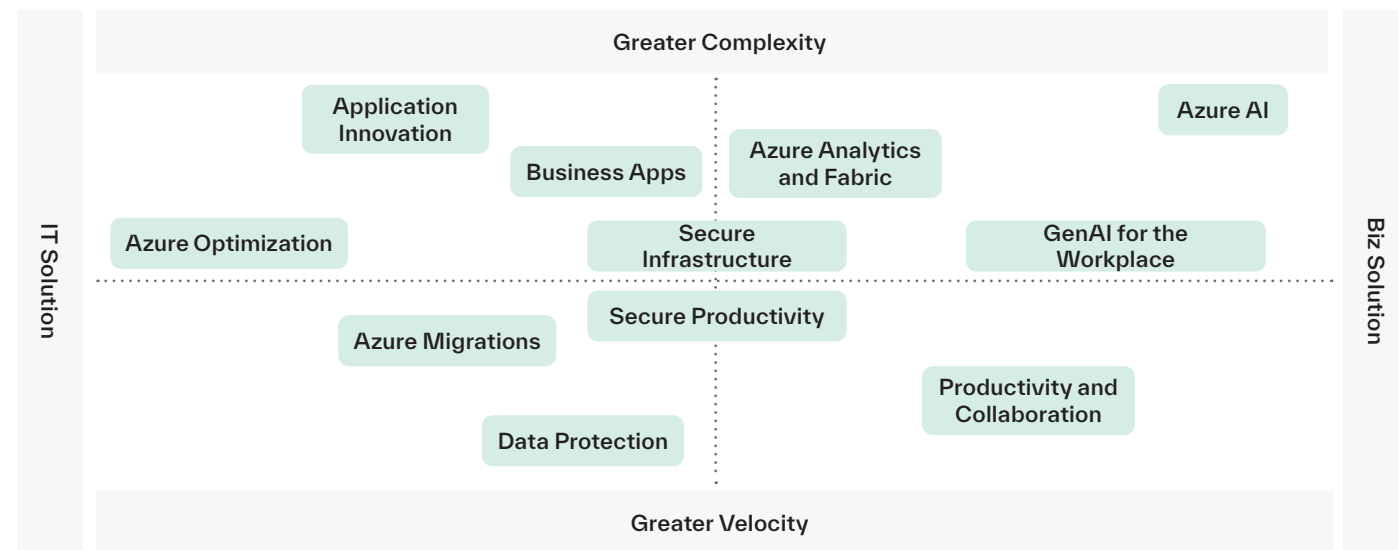 Greater Complexity
Application
Innovation
Azure AI
Business Apps
Azure Analytics
and Fabric
IT Solution
Azure Optimization
Secure
Infrastructure
GenAI for the
Workplace
Biz Solution
Secure Productivity
Azure Migrations
Productivity and
Collaboration
Data Protection
Greater Velocity